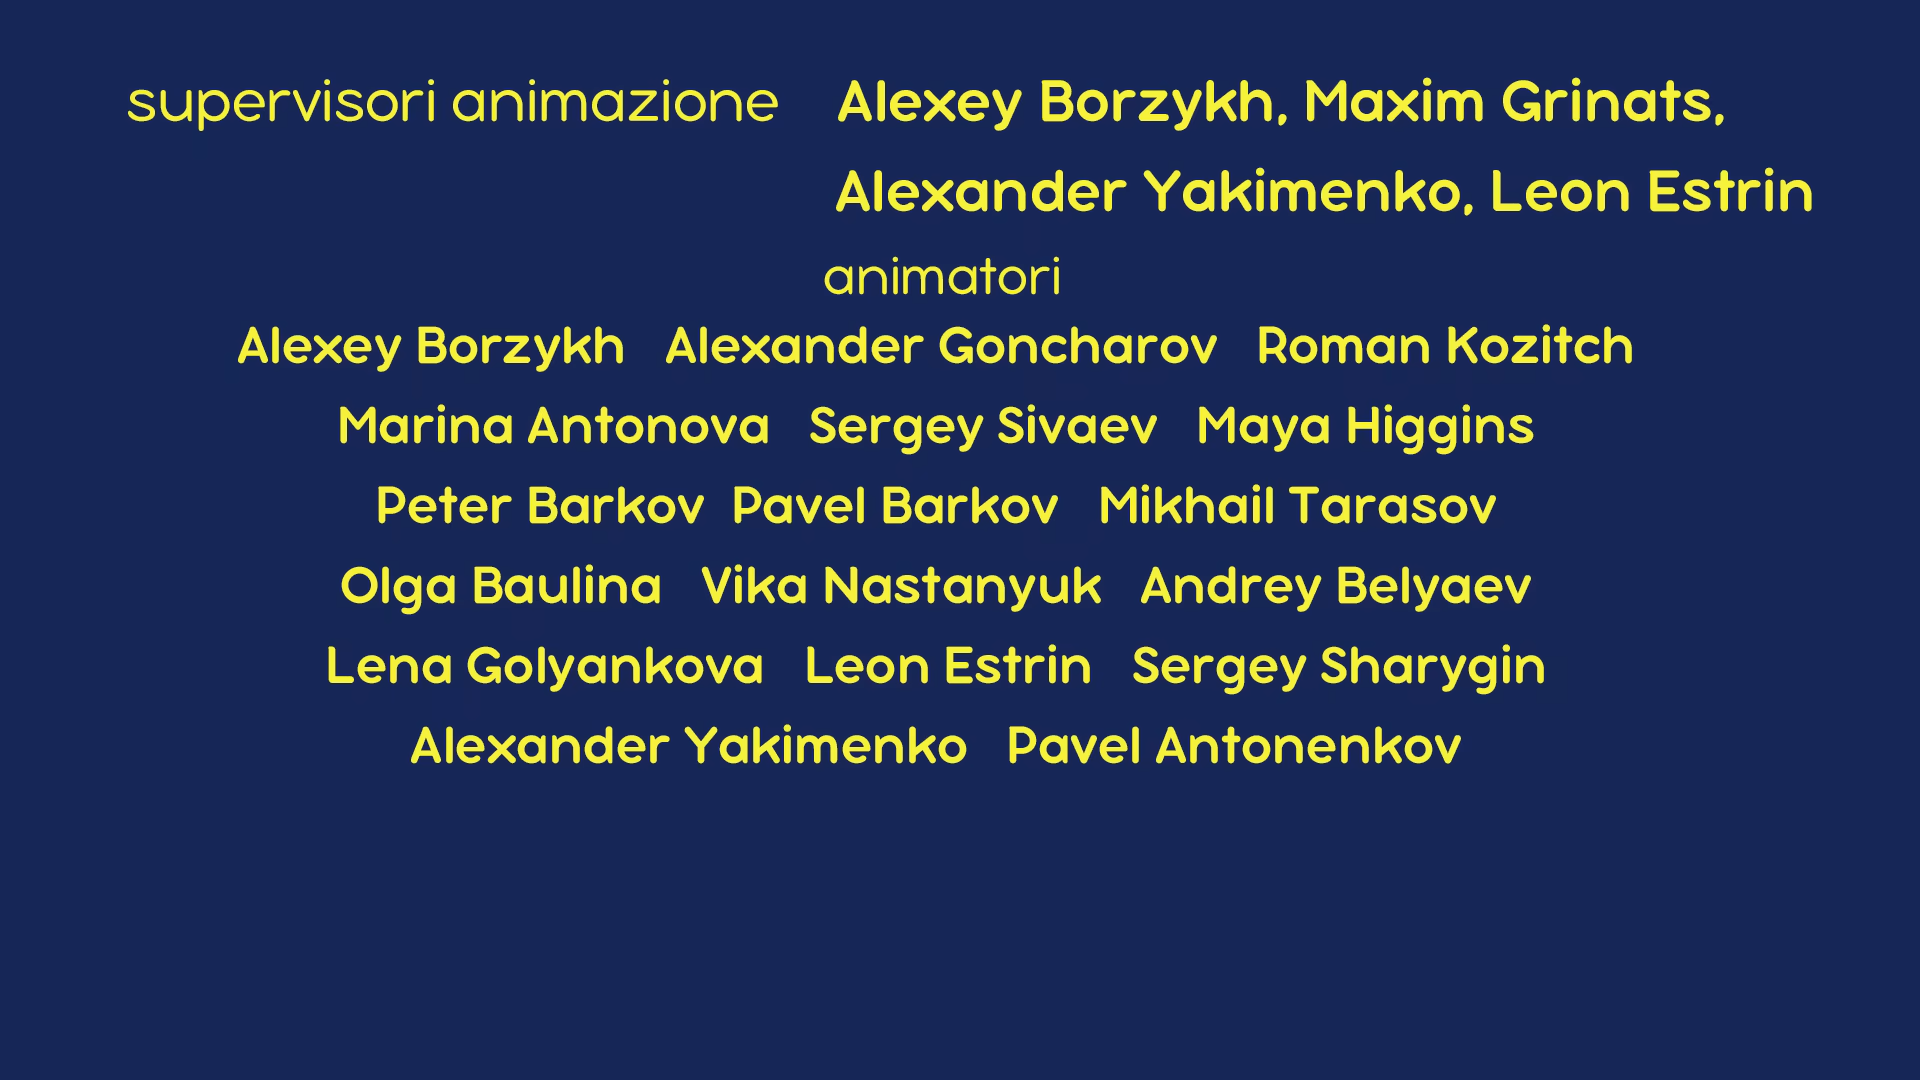 supervisori animazione Alexey Borzykh, Maxim Grinats,
Alexander Yakimenko, Leon Estrin
animatori
Alexey Borzykh Alexander Goncharov Roman Kozitch
Marina Antonova Sergey Sivaev Maya Higgins
Peter Barkov Pavel Barkov Mikhail Tarasov
Olga Baulina Vika Nastanyuk Andrey Belyaev
Lena Golyankova Leon Estrin Sergey Sharygin
Alexander Yakimenko Pavel Antonenkov